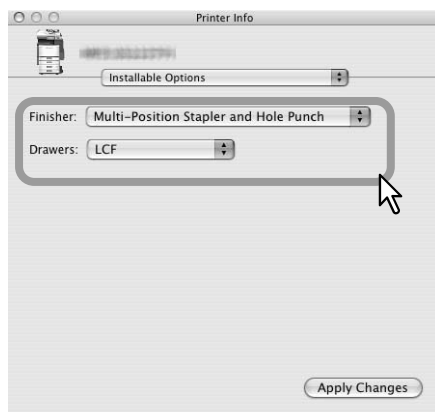 Printer Info
Installable Options
Finisher: Multi-Position Stapler and Hole Punch
Drawers: LCF
Apply Changes